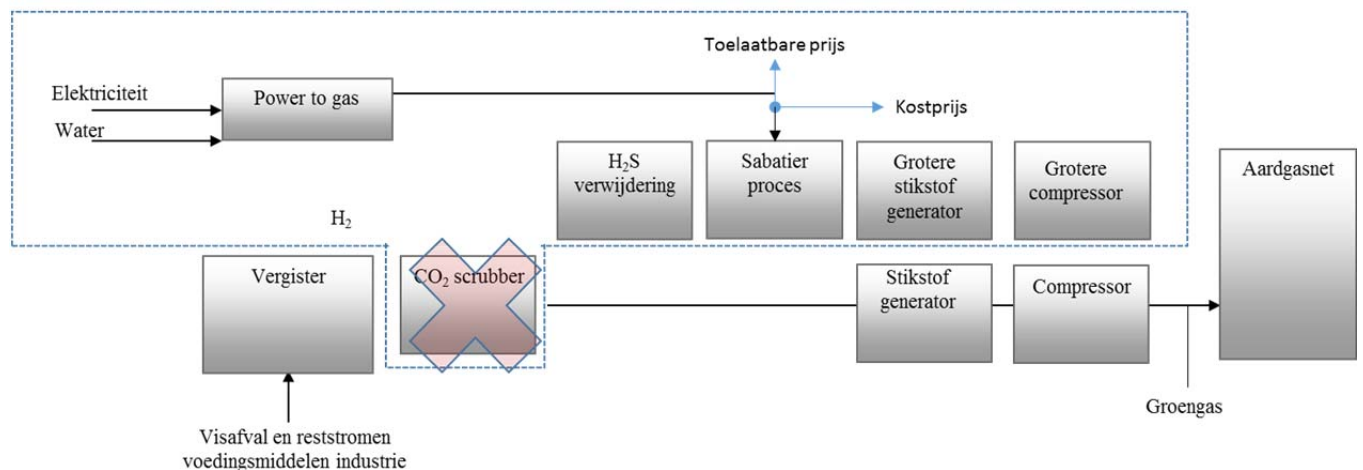 Toelaatbare prijs
Elektriciteit
Power to gas
Kostprijs
Water
H₂S
verwijdering
Sabatier
proces
Grotere
stikstof
generator
Grotere
compressor
Aardgasnet
H₂
Vergister
CO₂ scrubber
Stikstof
generator
Compressor
Groengas
Visafval en reststromen
voedingsmiddelen industrie